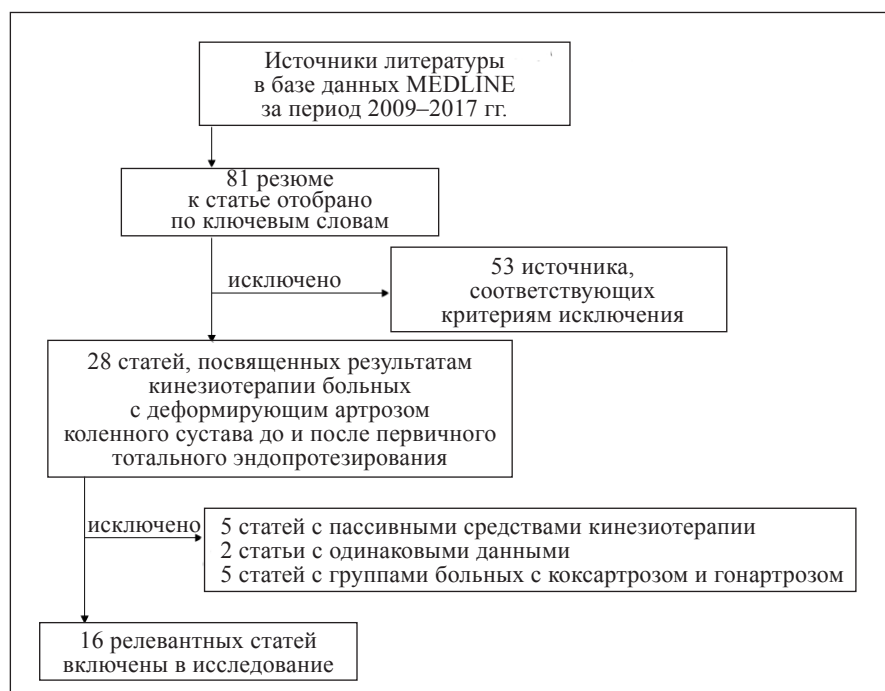 Источники литературы
в базе данных MEDLINE
за период 2009–2017 гг.
81 резюме
к статье отобрано
по ключевым словам
исключено
53 источника,
соответствующих
критериям исключения
28 статей, посвященных результатам
кинезиотерапии больных
с деформирующим артрозом
коленного сустава до и после первичного
тотального эндопротезирования
исключено
5 статей с пассивными средствами кинезиотерапии
2 статьи с одинаковыми данными
5 статей с группами больных с коксартрозом и гонартрозом
16 релевантных статей
включены в исследование